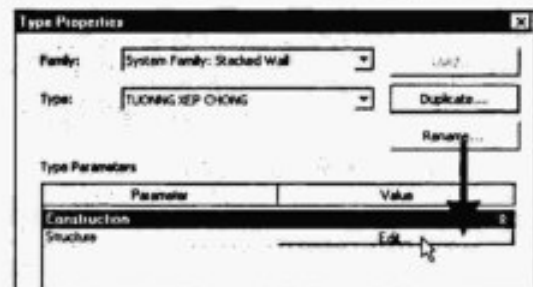 Type Properties
Family: System Family: Stacked Wall
Type: TUONG XEP CHONG Duplicate...
Rename...
Type Parameters
Parameter Value
Construction
Structure Edit...